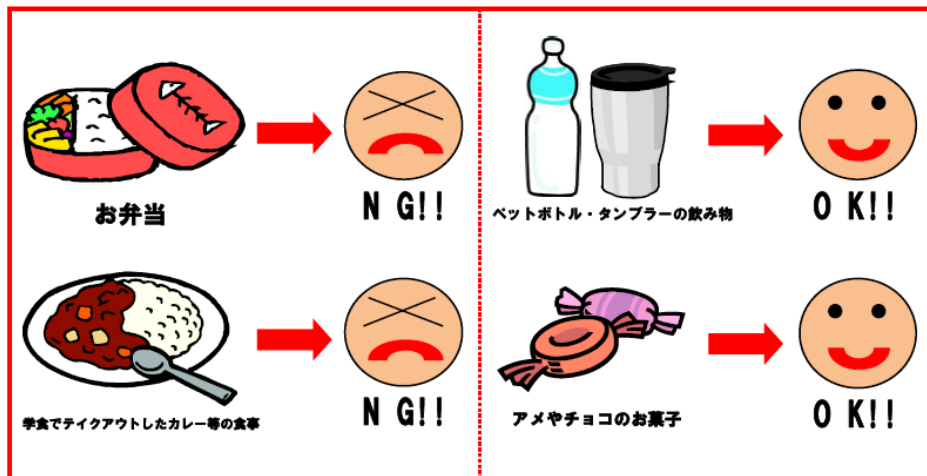 お弁当
N G!!
ペットボトル・タンブラーの飲み物
O K!!
学食でテイクアウトしたカレー等の食事
N G!!
アメやチョコのお菓子
O K!!